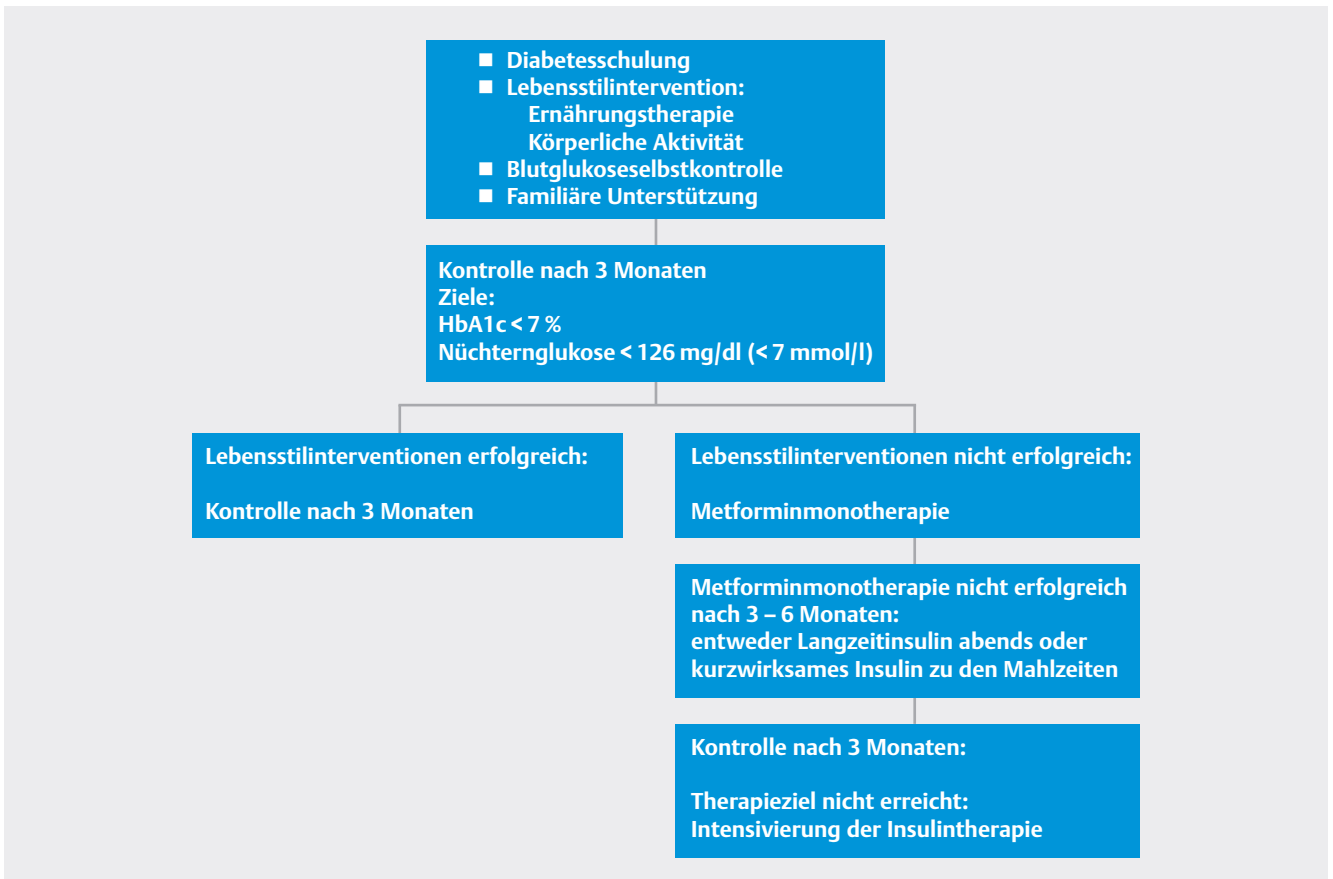 ■ Diabetesschulung
■ Lebensstilintervention:
Ernährungstherapie
Körperliche Aktivität
■ Blutglukoseselbstkontrolle
■ Familiäre Unterstützung
Kontrolle nach 3 Monaten
Ziele:
HbA1c < 7 %
Nüchternglukose < 126 mg/dl (< 7 mmol/l)
Lebensstilinterventionen erfolgreich:
Kontrolle nach 3 Monaten
Lebensstilinterventionen nicht erfolgreich:
Metforminmonotherapie
Metforminmonotherapie nicht erfolgreich
nach 3 – 6 Monaten:
entweder Langzeitinsulin abends oder
kurzwirksames Insulin zu den Mahlzeiten
Kontrolle nach 3 Monaten:
Therapieziel nicht erreicht:
Intensivierung der Insulintherapie